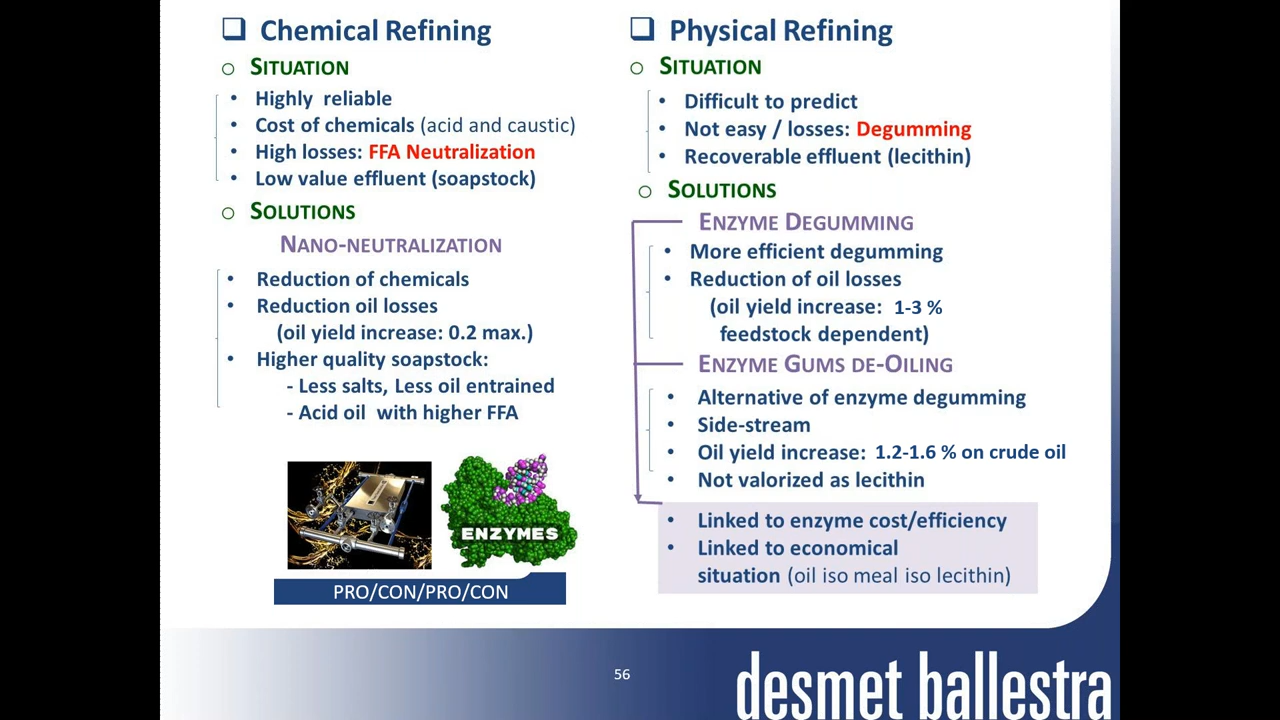 Chemical Refining
SITUATION
• Highly reliable
• Cost of chemicals (acid and caustic)
• High losses: FFA Neutralization
• Low value effluent (soapstock)
SOLUTIONS
NANO-NEUTRALIZATION
• Reduction of chemicals
• Reduction oil losses
(oil yield increase: 0.2 max.)
• Higher quality soapstock:
- Less salts, Less oil entrained
- Acid oil with higher FFA
ENZYMES
PRO/CON/PRO/CON
Physical Refining
SITUATION
• Difficult to predict
• Not easy / losses: Degumming
• Recoverable effluent (lecithin)
SOLUTIONS
ENZYME DEGUMMING
• More efficient degumming
• Reduction of oil losses
(oil yield increase: 1-3 %
feedstock dependent)
ENZYME GUMS DE-OILING
• Alternative of enzyme degumming
• Side-stream
• Oil yield increase: 1.2-1.6 % on crude oil
• Not valorized as lecithin
• Linked to enzyme cost/efficiency
• Linked to economical
situation (oil iso meal iso lecithin)
56
desmet ballestra